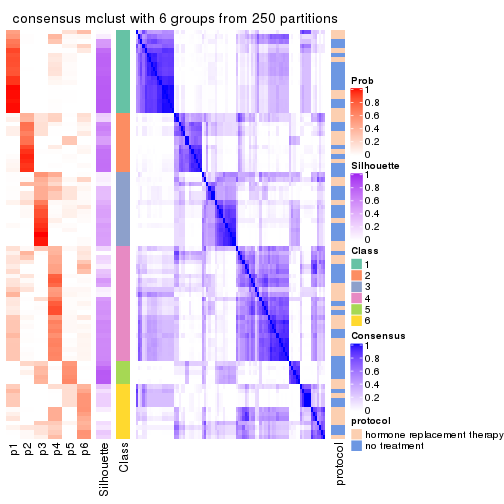 consensus mclust with 6 groups from 250 partitions
Prob
1
0.8
0.6
0.4
0.2
0
Silhouette
1
0.8
0.6
0.4
0.2
0
Class
1
2
3
4
5
6
Consensus
1
0.8
0.6
0.4
0.2
0
protocol
hormone replacement therapy
no treatment
p1
p2
p3
p4
p5
p6
Silhouette
Class
protocol